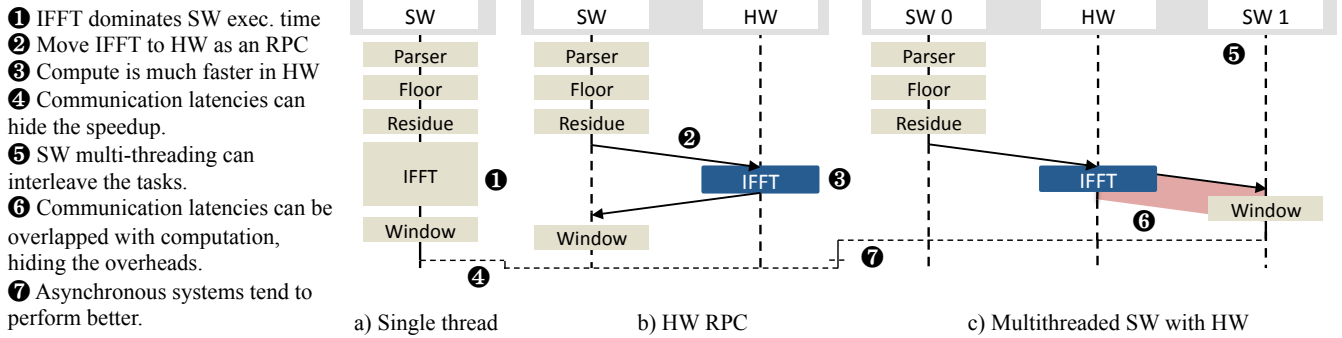 ❶ IFFT dominates SW exec. time
❷ Move IFFT to HW as an RPC
❸ Compute is much faster in HW
❹ Communication latencies can
hide the speedup.
❺ SW multi-threading can
interleave the tasks.
❻ Communication latencies can be
overlapped with computation,
hiding the overheads.
❼ Asynchronous systems tend to
perform better.
SW
Parser
Floor
Residue
IFFT
❶
Window
❹
a) Single thread
SW
HW
Parser
Floor
Residue
❷
IFFT
❸
Window
❼
b) HW RPC
SW 0
HW
SW 1
❺
Parser
Floor
Residue
IFFT
Window
❻
c) Multithreaded SW with HW